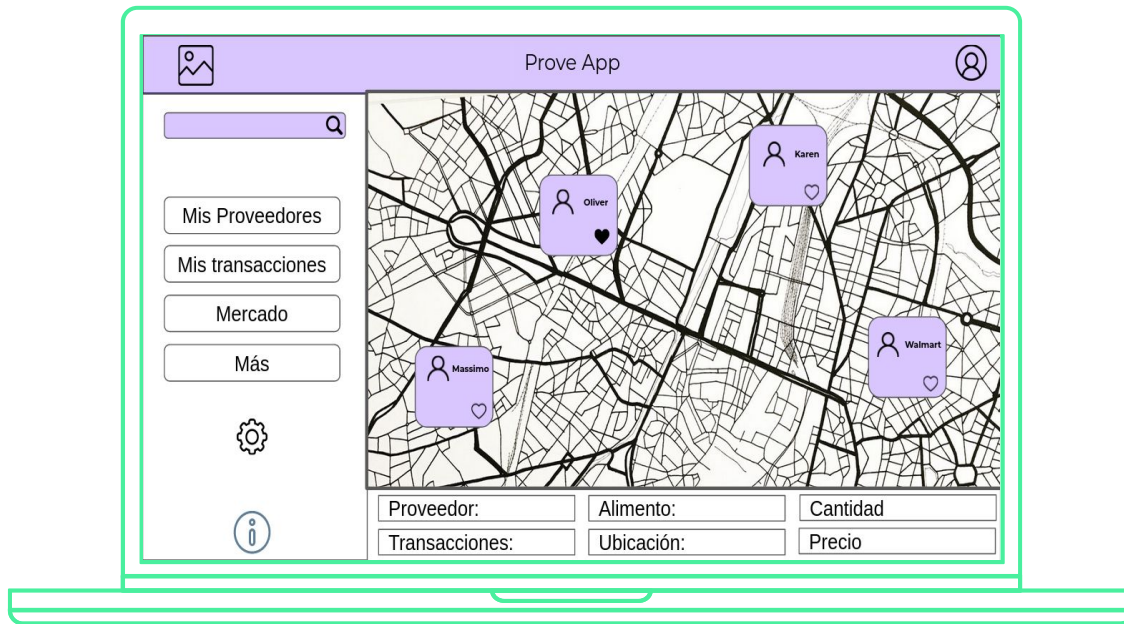 Prove App
Mis Proveedores
Mis transacciones
Mercado
Más
Karen
Oliver
Walmart
Massimo
Proveedor:
Alimento:
Cantidad
Transacciones:
Ubicación:
Precio